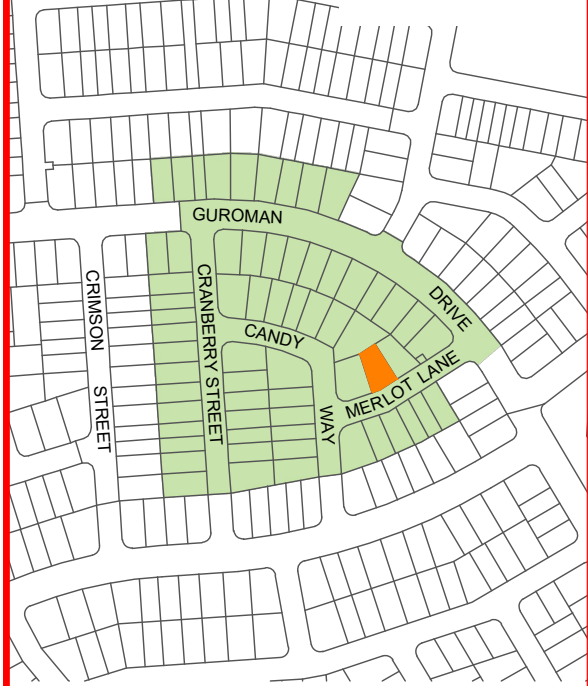 GUROMAN
DRIVE
CRIMSON
STREET
CRANBERRY STREET
CANDY
WAY
MERLOT LANE